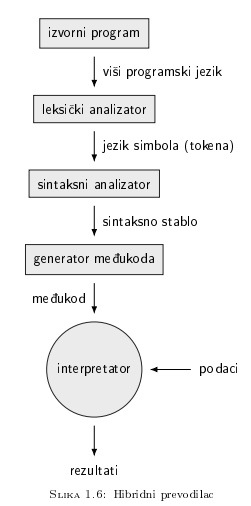 izvorni program
viši programski jezik
leksički analizator
jezik simbola (tokena)
sintaksni analizator
sintaksno stablo
generator međukoda
međukod
interpretator
podaci
rezultati
Slika 1.6: Hibridni prevodilac